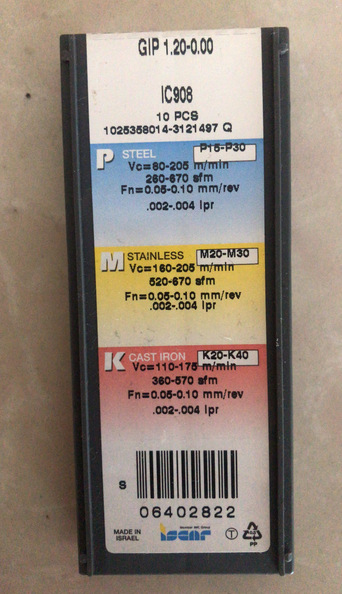 GIP 1.20-0.00
IC908
10 PCS
1025358014-3121497 Q
P STEEL P15-P30
Vc=80-205 m/min
260-670 sfm
Fn=0.05-0.10 mm/rev
.002-.004 ipr
M STAINLESS M20-M30
Vc=160-205 m/min
520-670 sfm
Fn=0.05-0.10 mm/rev
.002-.004 ipr
K CAST IRON K20-K40
Vc=110-175 m/min
360-570 sfm
Fn=0.05-0.10 mm/rev
.002-.004 ipr
S
06402822
MADE IN
ISRAEL
iscar
T
PP